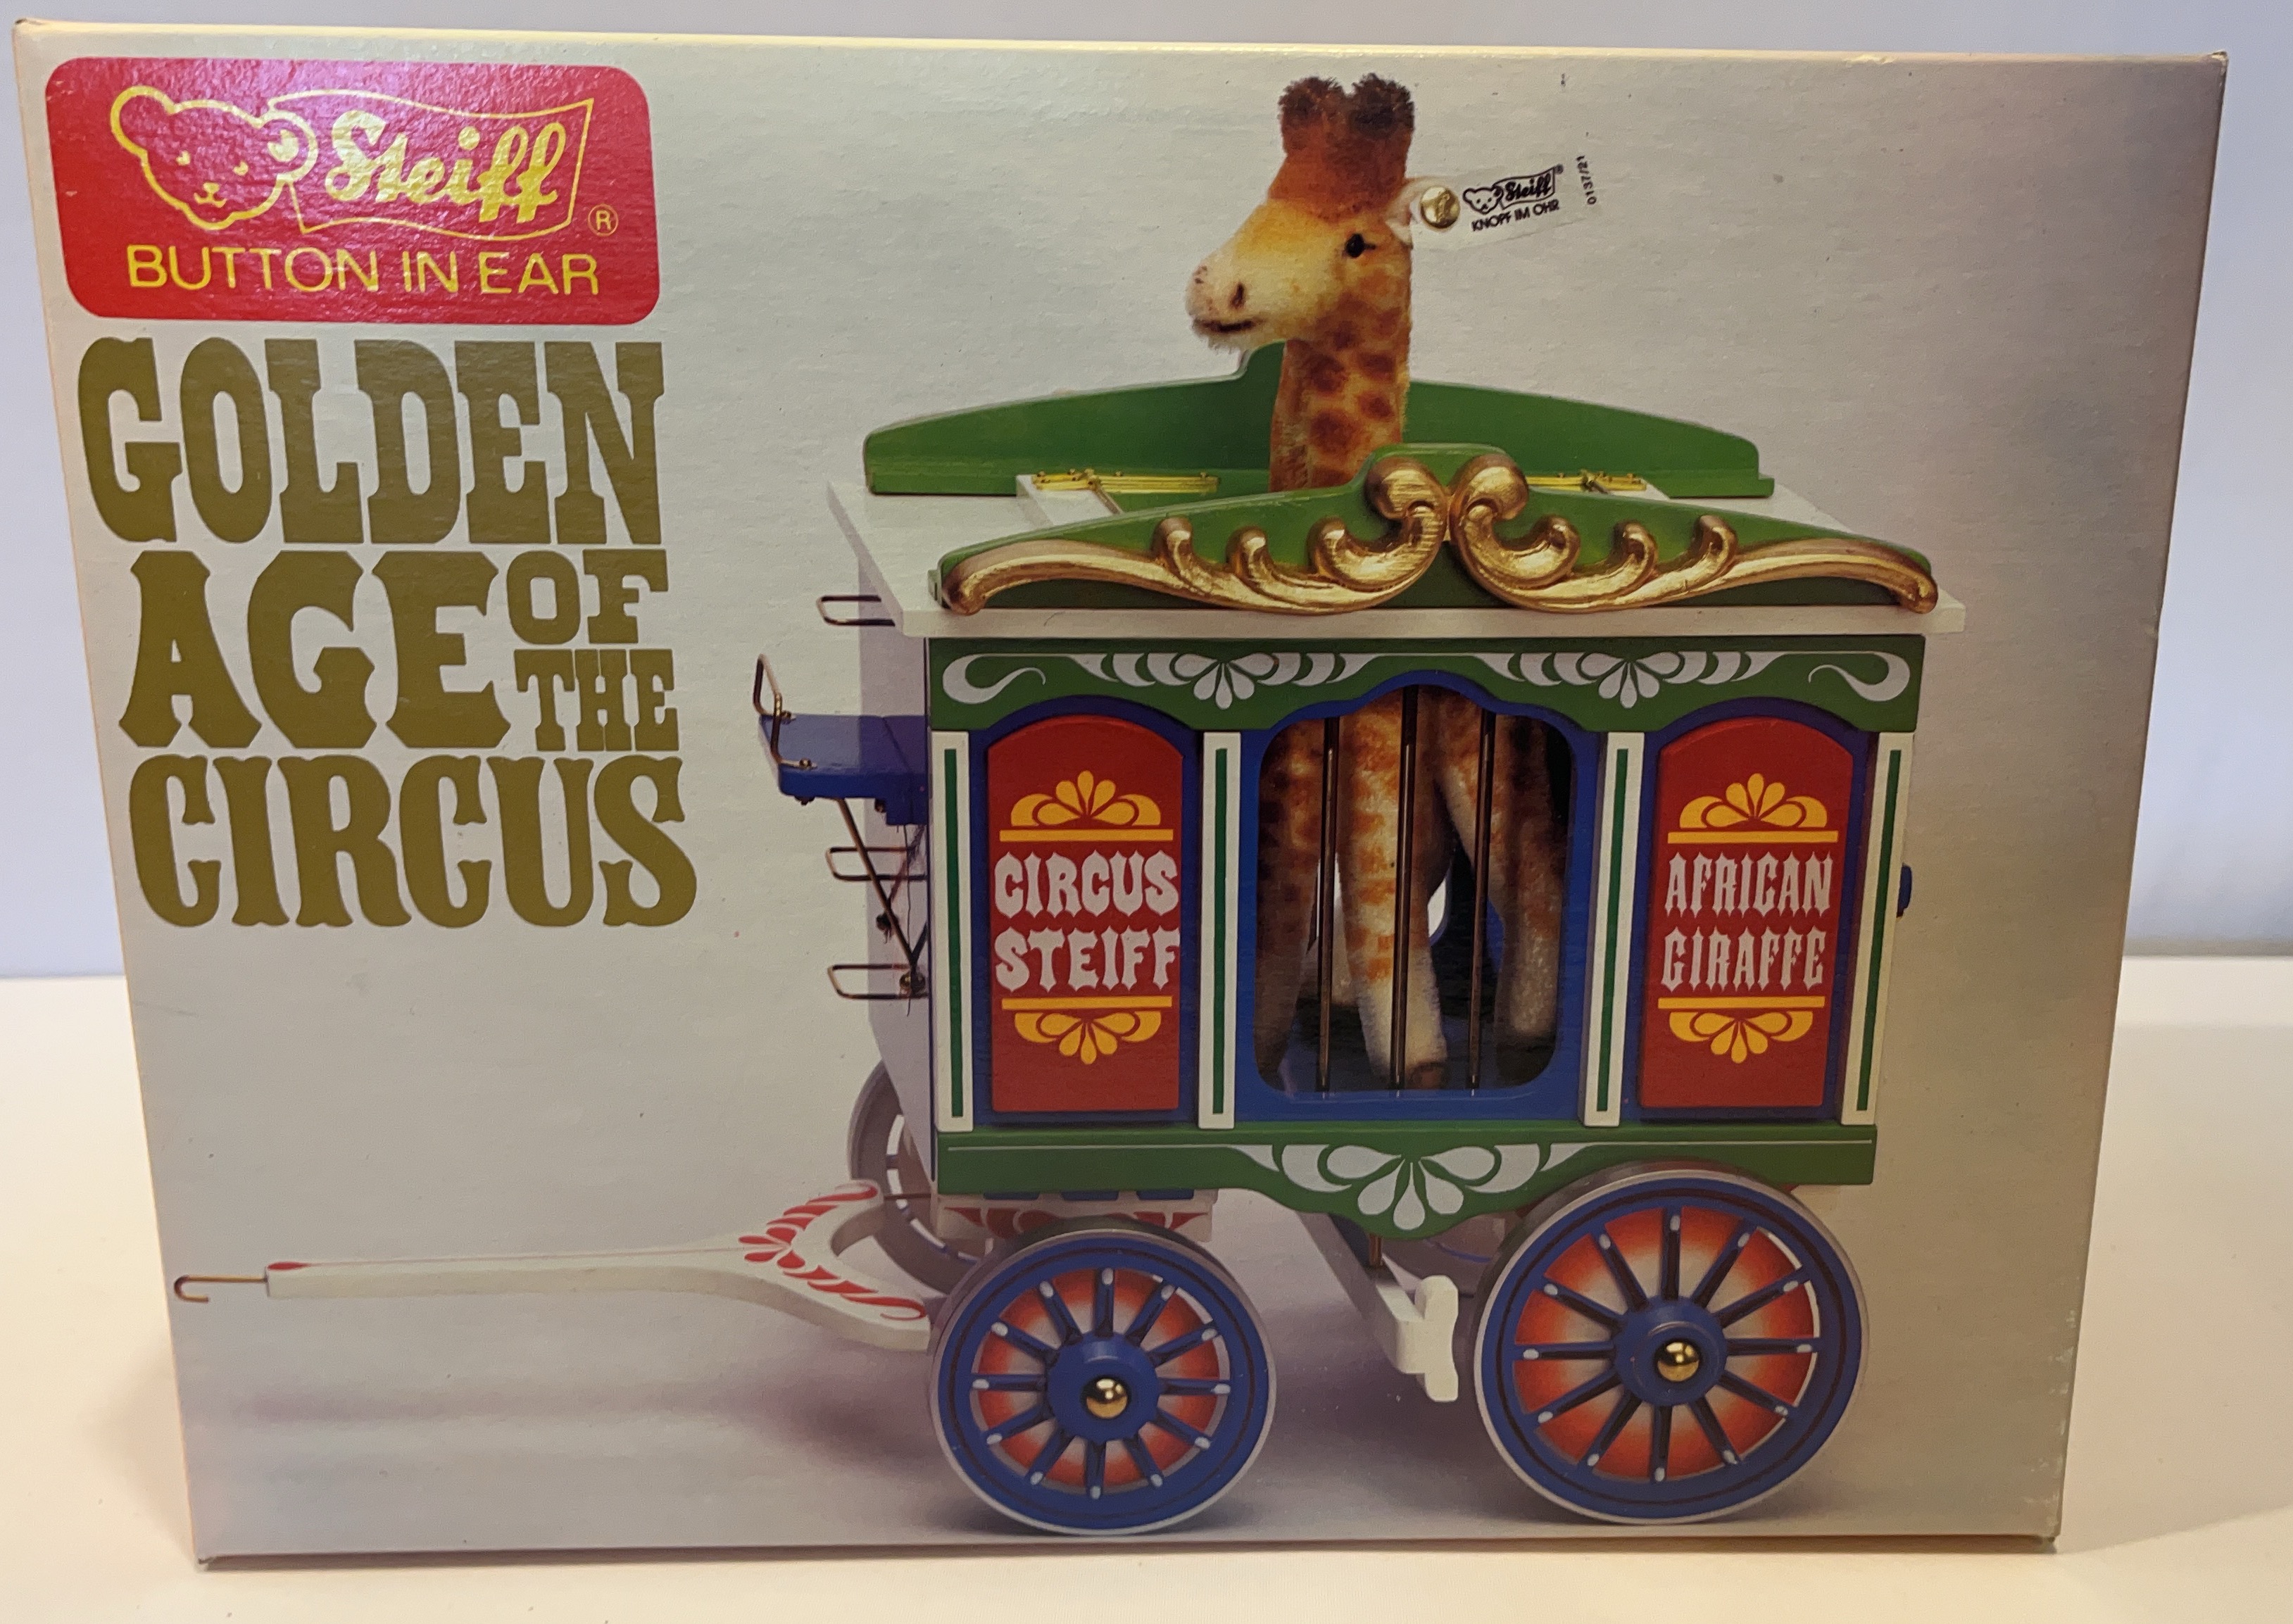 Steiff®
BUTTON IN EAR
GOLDEN
AGE OF
THE
CIRCUS
Steiff®
KNOPF IM OHR
0137/21
CIRCUS
STEIFF
AFRICAN
GIRAFFE